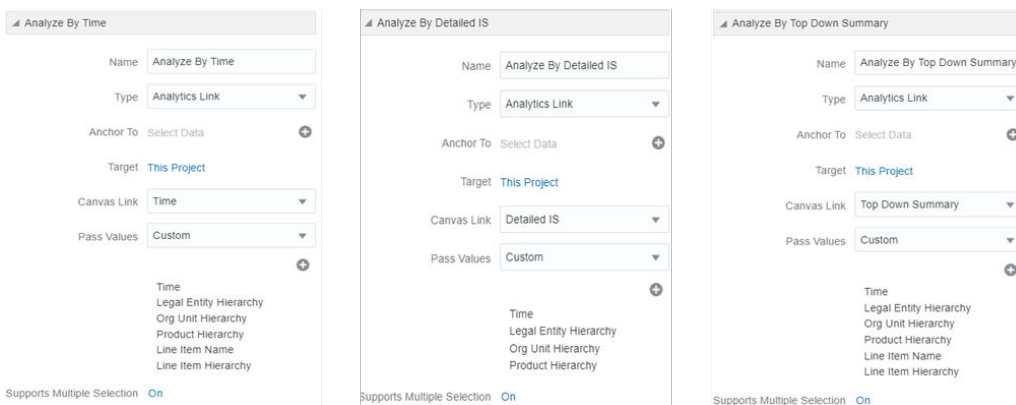 Analyze By Time
Name Analyze By Time
Type Analytics Link
Anchor To Select Data
Target This Project
Canvas Link Time
Pass Values Custom
Time
Legal Entity Hierarchy
Org Unit Hierarchy
Product Hierarchy
Line Item Name
Line Item Hierarchy
Supports Multiple Selection On
Analyze By Detailed IS
Name Analyze By Detailed IS
Type Analytics Link
Anchor To Select Data
Target This Project
Canvas Link Detailed IS
Pass Values Custom
Time
Legal Entity Hierarchy
Org Unit Hierarchy
Product Hierarchy
Supports Multiple Selection On
Analyze By Top Down Summary
Name Analyze By Top Down Summary
Type Analytics Link
Anchor To Select Data
Target This Project
Canvas Link Top Down Summary
Pass Values Custom
Time
Legal Entity Hierarchy
Org Unit Hierarchy
Product Hierarchy
Line Item Name
Line Item Hierarchy
Supports Multiple Selection On